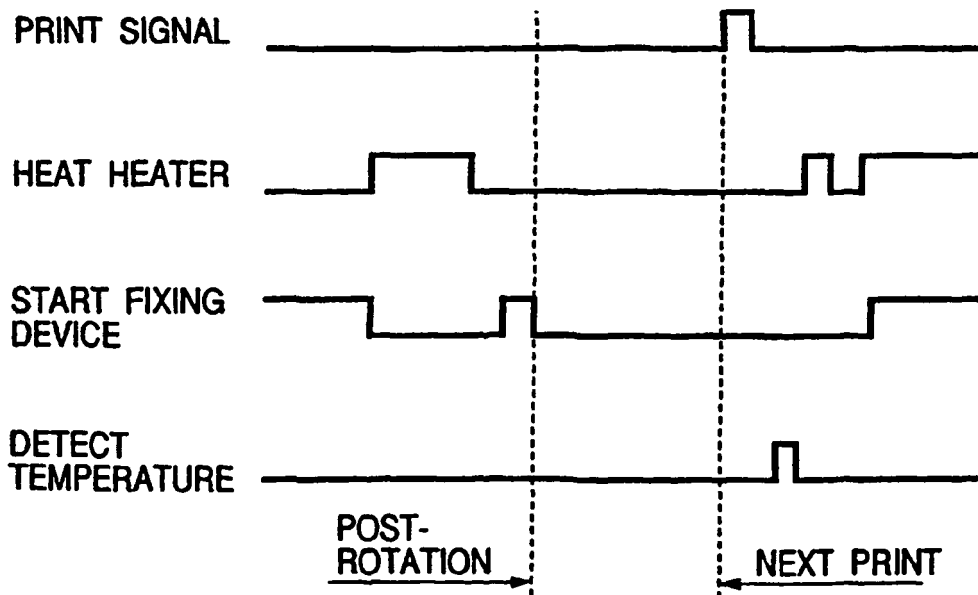 PRINT SIGNAL
HEAT HEATER
START FIXING
DEVICE
DETECT
TEMPERATURE
POST-
ROTATION
NEXT PRINT